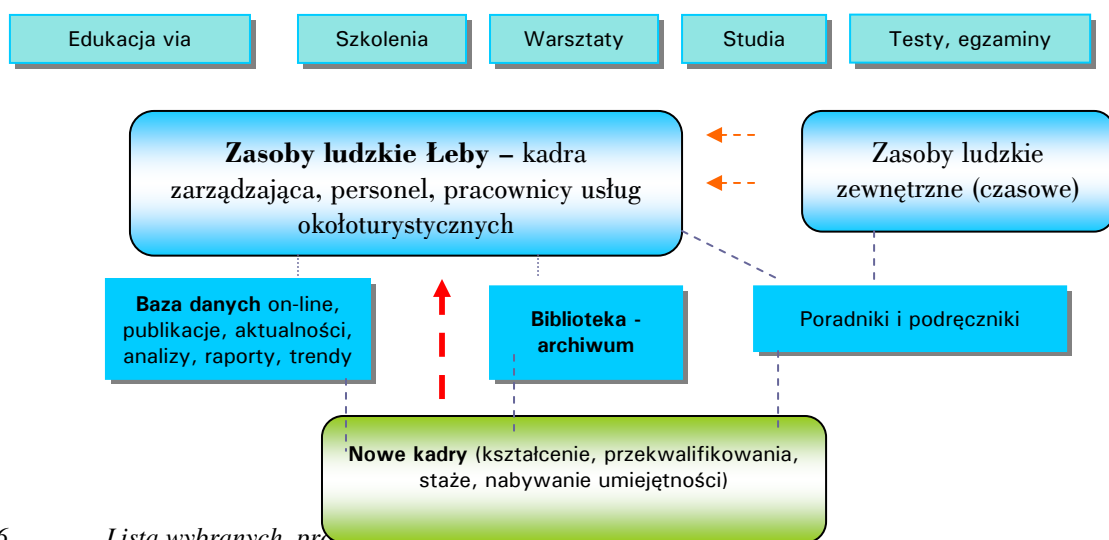 Edukacja via
Szkolenia
Warsztaty
Studia
Testy, egzaminy
Zasoby ludzkie Łeby – kadra
zarządzająca, personel, pracownicy usług
okołoturystycznych
Zasoby ludzkie
zewnętrzne (czasowe)
Baza danych on-line,
publikacje, aktualności,
analizy, raporty, trendy
Biblioteka -
archiwum
Poradniki i podręczniki
Nowe kadry (kształcenie, przekwalifikowania,
staże, nabywanie umiejętności)
6 Lista wybranych